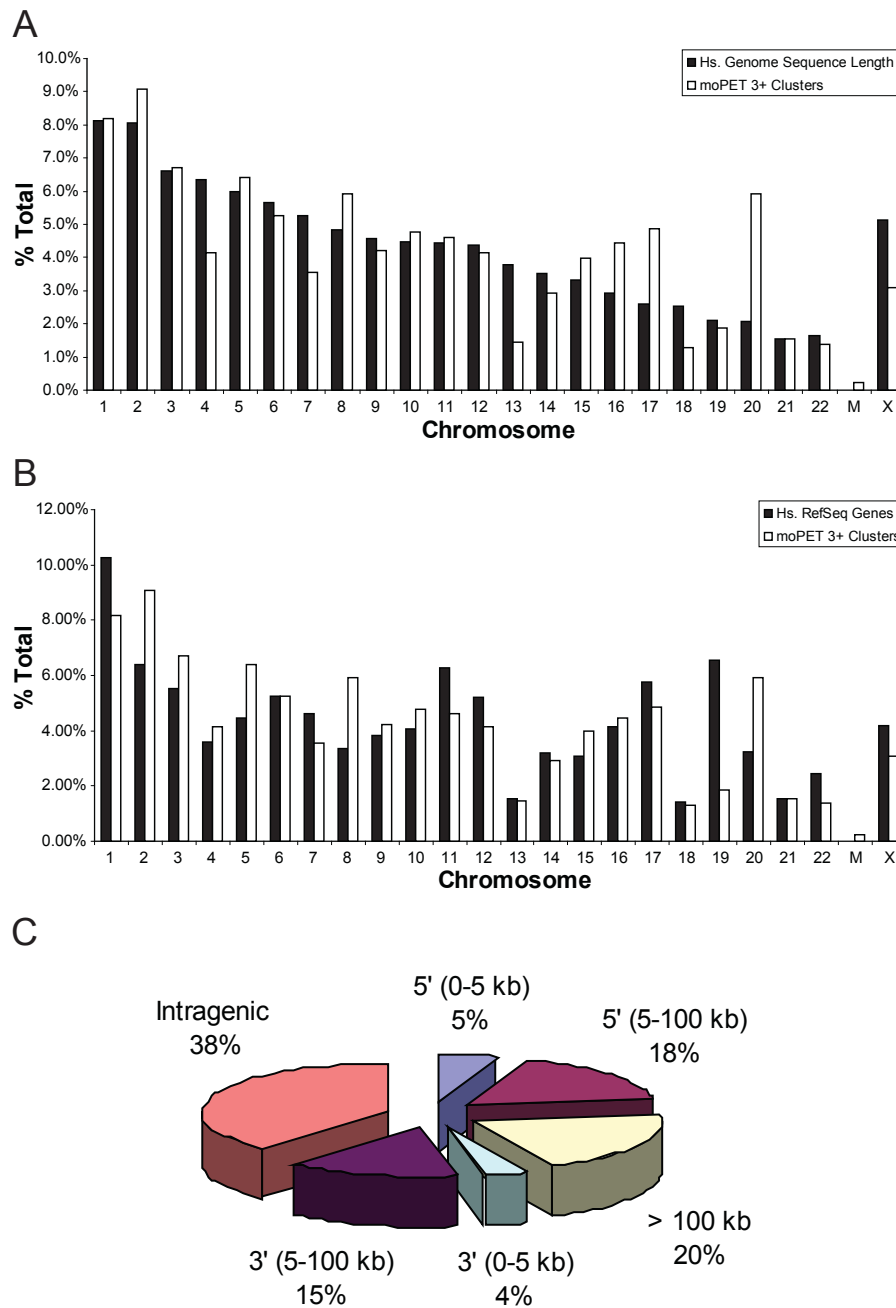 A
10.0%
9.0%
8.0%
7.0%
6.0%
5.0%
4.0%
3.0%
2.0%
1.0%
0.0%
% Total
Hs. Genome Sequence Length
moPET 3+ Clusters
1 2 3 4 5 6 7 8 9 10 11 12 13 14 15 16 17 18 19 20 21 22 M X
Chromosome
B
12.00%
10.00%
8.00%
6.00%
4.00%
2.00%
0.00%
% Total
Hs. RefSeq Genes
moPET 3+ Clusters
1 2 3 4 5 6 7 8 9 10 11 12 13 14 15 16 17 18 19 20 21 22 M X
Chromosome
C
5' (0-5 kb)
5%
Intragenic
38%
5' (5-100 kb)
18%
> 100 kb
20%
3' (5-100 kb)
15%
3' (0-5 kb)
4%